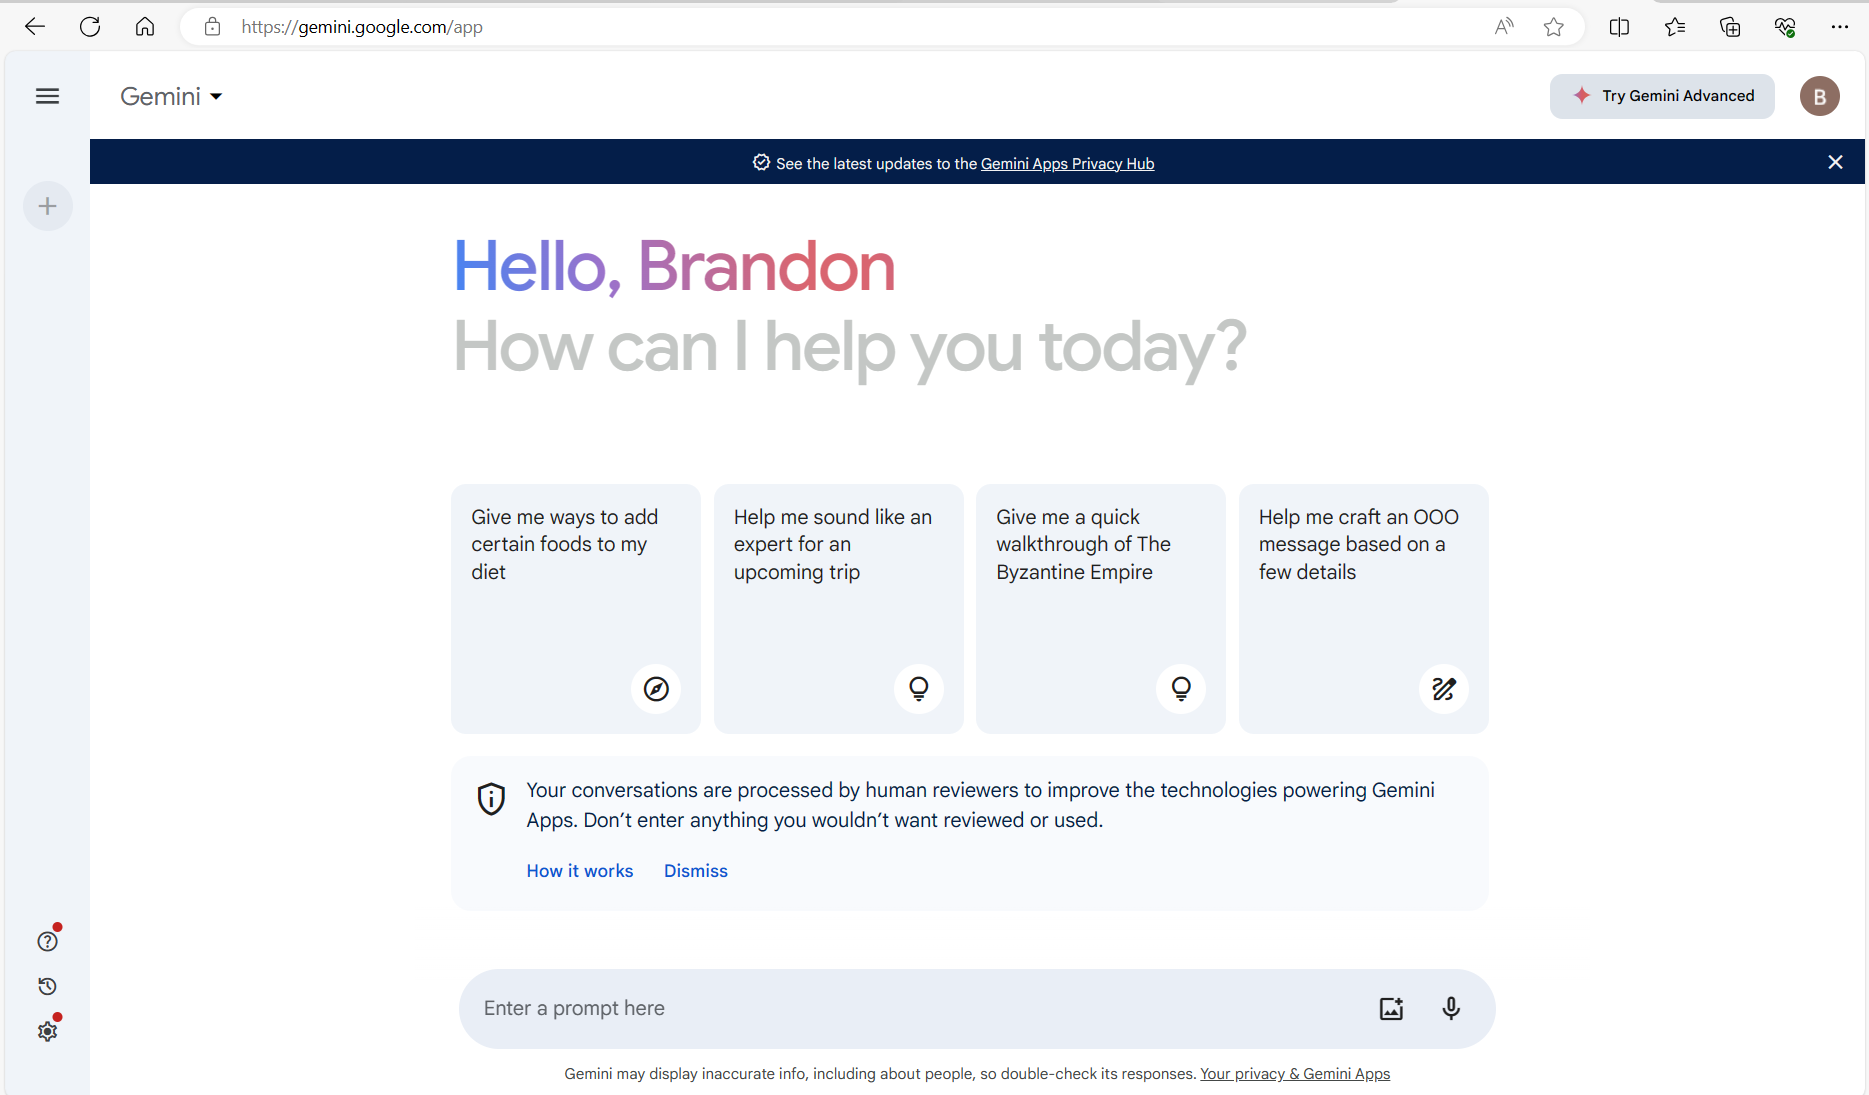 https://gemini.google.com/app
Gemini
Try Gemini Advanced
B
See the latest updates to the Gemini Apps Privacy Hub
Hello, Brandon
How can I help you today?
Give me ways to add
certain foods to my
diet
Help me sound like an
expert for an
upcoming trip
Give me a quick
walkthrough of The
Byzantine Empire
Help me craft an OOO
message based on a
few details
Your conversations are processed by human reviewers to improve the technologies powering Gemini
Apps. Don’t enter anything you wouldn’t want reviewed or used.
How it works Dismiss
Enter a prompt here
Gemini may display inaccurate info, including about people, so double-check its responses. Your privacy & Gemini Apps